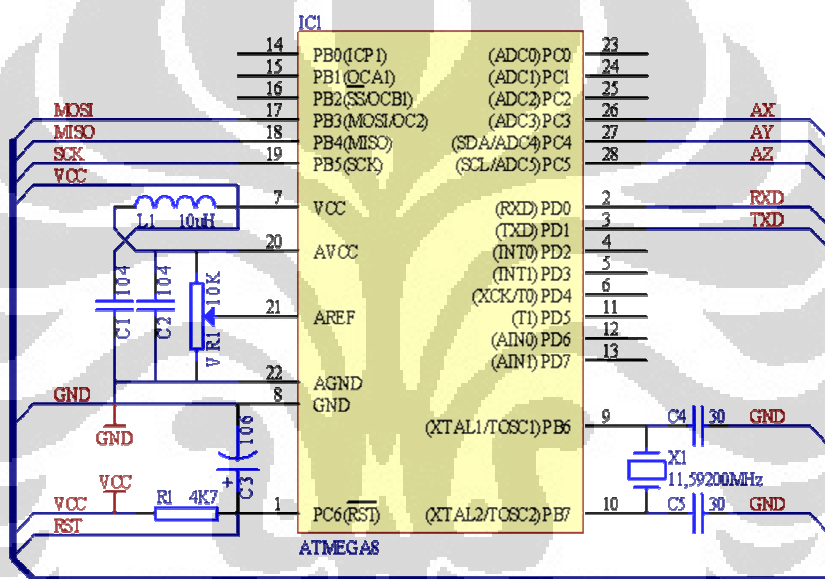 IC1
14 PB0(ICP1) (ADC0)PC0 23
15 PB1(OCA1) (ADC1)PC1 24
16 PB2(SS/OCB1) (ADC2)PC2 25
MOSI 17 PB3(MOSI/OC2) (ADC3)PC3 26 AX
MISO 18 PB4(MISO) (SDA/ADC4)PC4 27 AY
SCK 19 PB5(SCK) (SCL/ADC5)PC5 28 AZ
VCC
7 VCC (RXD)PD0 2 RXD
L1 10uH (TXD)PD1 3 TXD
20 AVCC (INT0)PD2 4
(INT1)PD3 5
C1 104 C2 104 VR1 10K
(XCK/T0)PD4 6
21 AREF (T1)PD5 11
(AIN0)PD6 12
(AIN1)PD7 13
22 AGND
GND 8 GND
GND
(XTAL1/TOSC1)PB6 9 C4 30 GND
C3 106 +
X1
11,59200MHz
VCC
VCC R1 4K7 1 PC6(RST) (XTAL2/TOSC2)PB7 10 C5 30 GND
RST
ATMEGA8